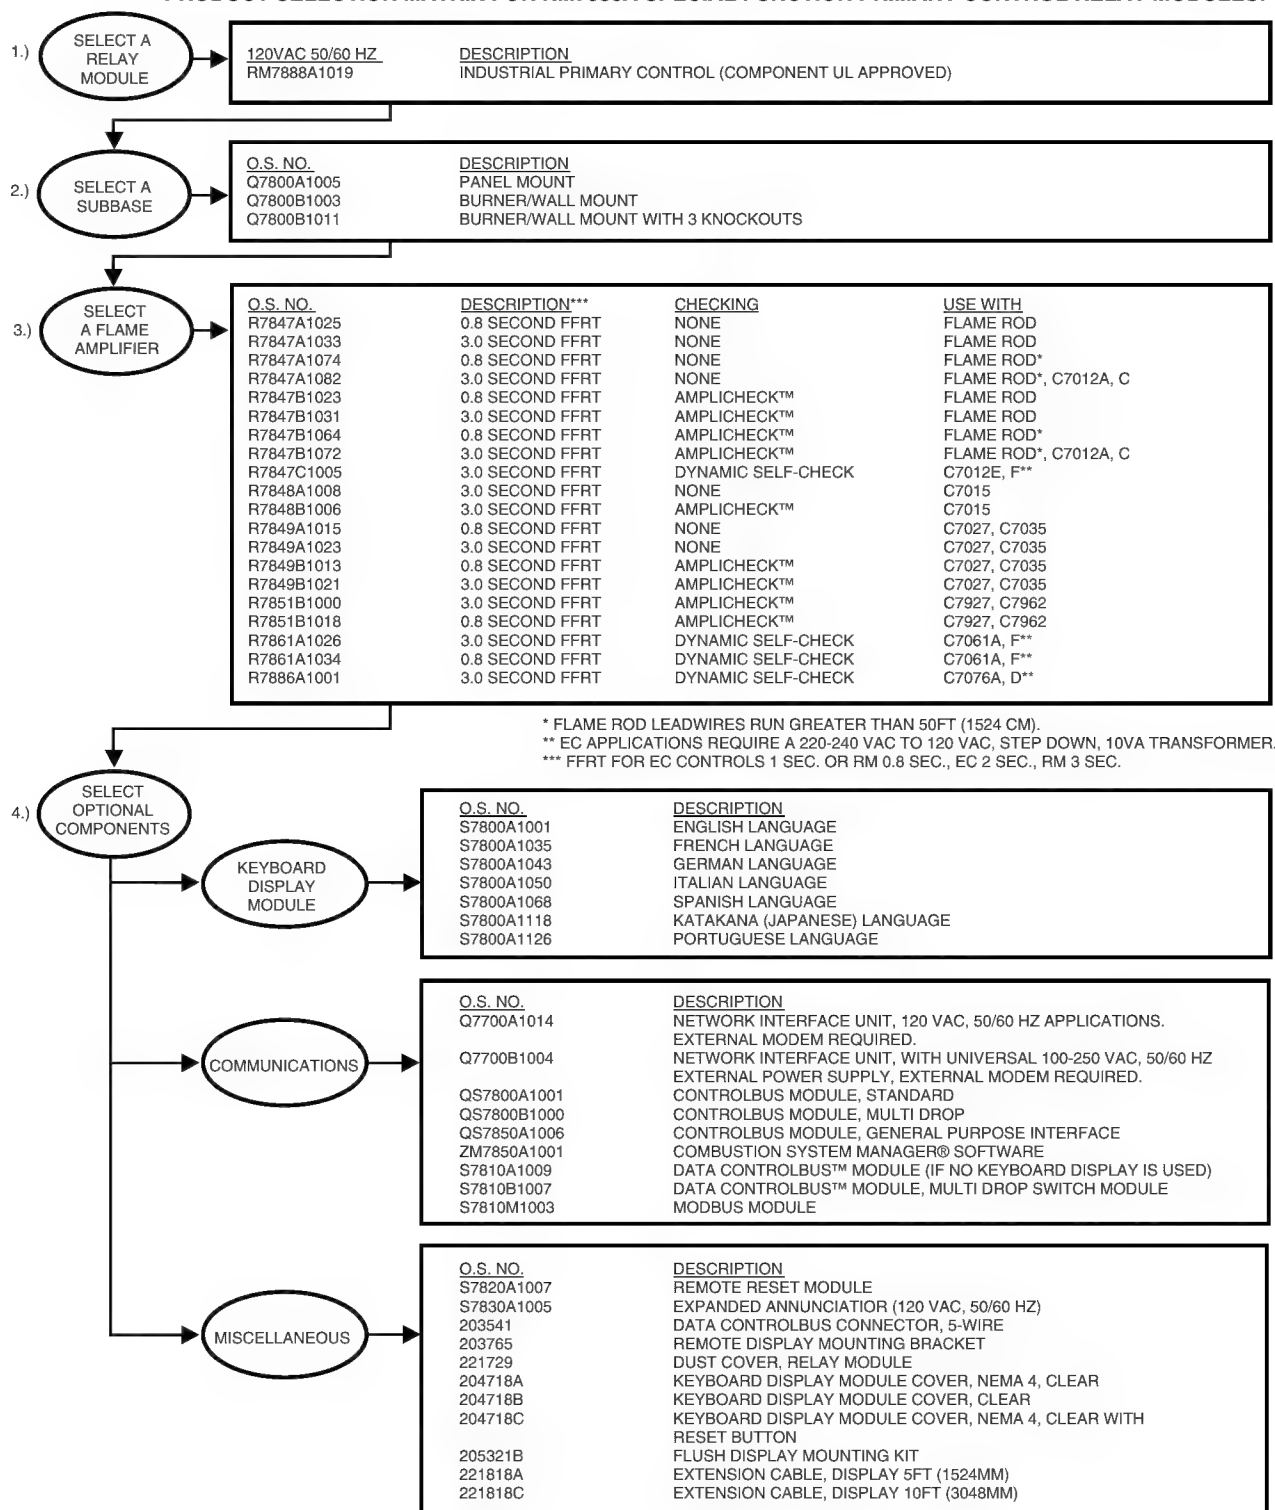 1.)
SELECT A
RELAY
MODULE
120VAC 50/60 HZ DESCRIPTION
RM7888A1019 INDUSTRIAL PRIMARY CONTROL (COMPONENT UL APPROVED)
2.)
SELECT A
SUBBASE
O.S. NO. DESCRIPTION
Q7800A1005 PANEL MOUNT
Q7800B1003 BURNER/WALL MOUNT
Q7800B1011 BURNER/WALL MOUNT WITH 3 KNOCKOUTS
3.)
SELECT
A FLAME
AMPLIFIER
O.S. NO. DESCRIPTION*** CHECKING USE WITH
R7847A1025 0.8 SECOND FFRT NONE FLAME ROD
R7847A1033 3.0 SECOND FFRT NONE FLAME ROD
R7847A1074 0.8 SECOND FFRT NONE FLAME ROD*
R7847A1082 3.0 SECOND FFRT NONE FLAME ROD*, C7012A, C
R7847B1023 0.8 SECOND FFRT AMPLICHECK™ FLAME ROD
R7847B1031 3.0 SECOND FFRT AMPLICHECK™ FLAME ROD
R7847B1064 0.8 SECOND FFRT AMPLICHECK™ FLAME ROD*
R7847B1072 3.0 SECOND FFRT AMPLICHECK™ FLAME ROD*, C7012A, C
R7847C1005 3.0 SECOND FFRT DYNAMIC SELF-CHECK C7012E, F**
R7848A1008 3.0 SECOND FFRT NONE C7015
R7848B1006 3.0 SECOND FFRT AMPLICHECK™ C7015
R7849A1015 0.8 SECOND FFRT NONE C7027, C7035
R7849A1023 3.0 SECOND FFRT NONE C7027, C7035
R7849B1013 0.8 SECOND FFRT AMPLICHECK™ C7027, C7035
R7849B1021 3.0 SECOND FFRT AMPLICHECK™ C7027, C7035
R7851B1000 3.0 SECOND FFRT AMPLICHECK™ C7927, C7962
R7851B1018 0.8 SECOND FFRT AMPLICHECK™ C7927, C7962
R7861A1026 3.0 SECOND FFRT DYNAMIC SELF-CHECK C7061A, F**
R7861A1034 0.8 SECOND FFRT DYNAMIC SELF-CHECK C7061A, F**
R7886A1001 3.0 SECOND FFRT DYNAMIC SELF-CHECK C7076A, D**
* FLAME ROD LEADWIRES RUN GREATER THAN 50FT (1524 CM).
** EC APPLICATIONS REQUIRE A 220-240 VAC TO 120 VAC, STEP DOWN, 10VA TRANSFORMER.
*** FFRT FOR EC CONTROLS 1 SEC. OR RM 0.8 SEC., EC 2 SEC., RM 3 SEC.
4.)
SELECT
OPTIONAL
COMPONENTS
KEYBOARD
DISPLAY
MODULE
O.S. NO. DESCRIPTION
S7800A1001 ENGLISH LANGUAGE
S7800A1035 FRENCH LANGUAGE
S7800A1043 GERMAN LANGUAGE
S7800A1050 ITALIAN LANGUAGE
S7800A1068 SPANISH LANGUAGE
S7800A1118 KATAKANA (JAPANESE) LANGUAGE
S7800A1126 PORTUGUESE LANGUAGE
COMMUNICATIONS
O.S. NO. DESCRIPTION
Q7700A1014 NETWORK INTERFACE UNIT, 120 VAC, 50/60 HZ APPLICATIONS.
EXTERNAL MODEM REQUIRED.
Q7700B1004 NETWORK INTERFACE UNIT, WITH UNIVERSAL 100-250 VAC, 50/60 HZ
EXTERNAL POWER SUPPLY, EXTERNAL MODEM REQUIRED.
QS7800A1001 CONTROLBUS MODULE, STANDARD
QS7800B1000 CONTROLBUS MODULE, MULTI DROP
QS7850A1006 CONTROLBUS MODULE, GENERAL PURPOSE INTERFACE
ZM7850A1001 COMBUSTION SYSTEM MANAGER® SOFTWARE
S7810A1009 DATA CONTROLBUS™ MODULE (IF NO KEYBOARD DISPLAY IS USED)
S7810B1007 DATA CONTROLBUS™ MODULE, MULTI DROP SWITCH MODULE
S7810M1003 MODBUS MODULE
MISCELLANEOUS
O.S. NO. DESCRIPTION
S7820A1007 REMOTE RESET MODULE
S7830A1005 EXPANDED ANNUNCIATIOR (120 VAC, 50/60 HZ)
203541 DATA CONTROLBUS CONNECTOR, 5-WIRE
203765 REMOTE DISPLAY MOUNTING BRACKET
221729 DUST COVER, RELAY MODULE
204718A KEYBOARD DISPLAY MODULE COVER, NEMA 4, CLEAR
204718B KEYBOARD DISPLAY MODULE COVER, CLEAR
204718C KEYBOARD DISPLAY MODULE COVER, NEMA 4, CLEAR WITH
RESET BUTTON
205321B FLUSH DISPLAY MOUNTING KIT
221818A EXTENSION CABLE, DISPLAY 5FT (1524MM)
221818C EXTENSION CABLE, DISPLAY 10FT (3048MM)